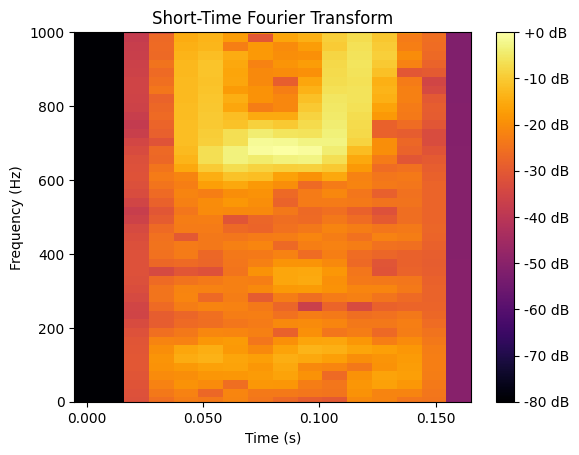 Short-Time Fourier Transform
1000
800
600
400
200
0
Frequency (Hz)
0.000
0.050
0.100
0.150
Time (s)
+0 dB
-10 dB
-20 dB
-30 dB
-40 dB
-50 dB
-60 dB
-70 dB
-80 dB